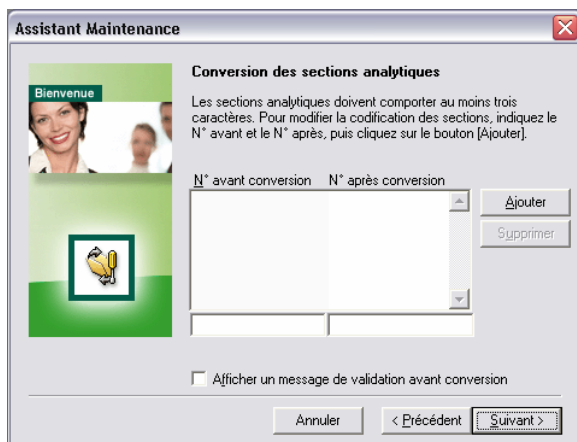 Assistant Maintenance
Bienvenue
Conversion des sections analytiques
Les sections analytiques doivent comporter au moins trois
caractères. Pour modifier la codification des sections, indiquez le
N° avant et le N° après, puis cliquez sur le bouton [Ajouter].
N° avant conversion N° après conversion
Ajouter
Supprimer
Afficher un message de validation avant conversion
Annuler < Précédent Suivant >